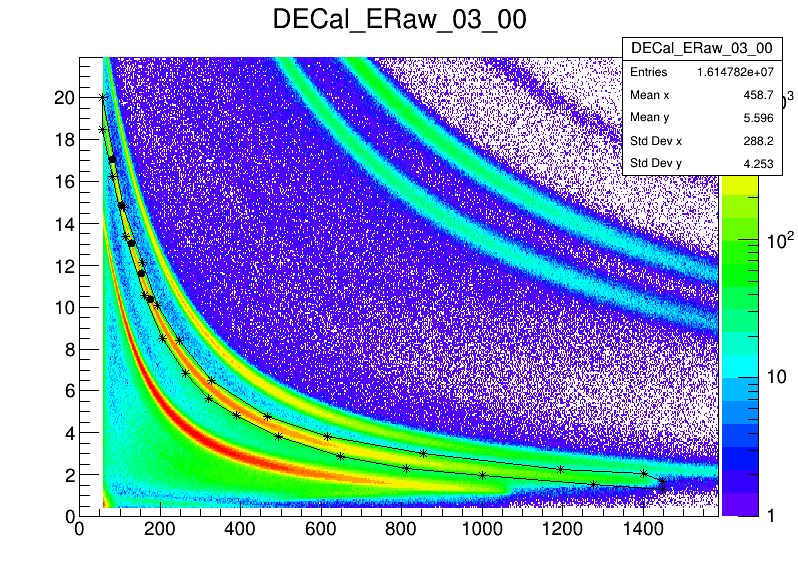 DECal_ERaw_03_00
DECal_ERaw_03_00
Entries 1.614782e+07
Mean x 458.7
Mean y 5.596
Std Dev x 288.2
Std Dev y 4.253
20
18
16
14
12
10
8
6
4
2
0
0 200 400 600 800 1000 1200 1400
10²
10
1